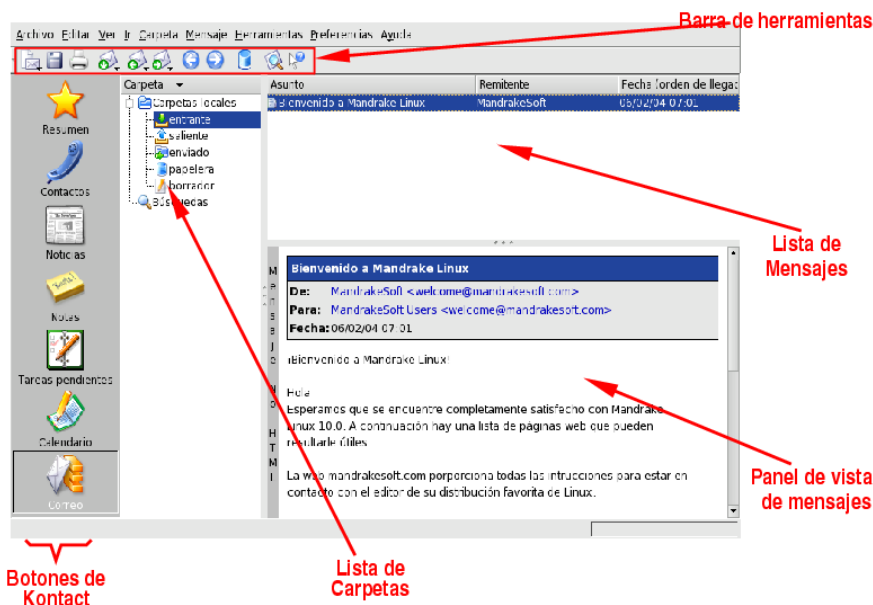 Barra de herramientas
Archivo Editar Ver Ir Carpeta Mensaje Herramientas Preferencias Ayuda
Carpeta
Asunto Remitente Fecha (orden de llegac
Carpetas locales
Bienvenido a Mandrake Linux MandrakeSoft 06/02/04 07:01
entrante
saliente
enviado
papelera
borrador
Búsquedas
Resumen
Contactos
Noticias
Notas
Tareas pendientes
Calendario
Correo
Lista de
Mensajes
Mensaje No HTML
Bienvenido a Mandrake Linux
De: MandrakeSoft <welcome@mandrakesoft.com>
Para: MandrakeSoft Users <welcome@mandrakesoft.com>
Fecha: 06/02/04 07:01
¡Bienvenido a Mandrake Linux!
Hola
Esperamos que se encuentre completamente satisfecho con Mandrake
Linux 10.0. A continuación hay una lista de páginas web que pueden
resultarle útiles
La web mandrakesoft.com porporciona todas las intrucciones para estar en
contacto con el editor de su distribución favorita de Linux.
Panel de vista
de mensajes
Botones de
Kontact
Lista de
Carpetas